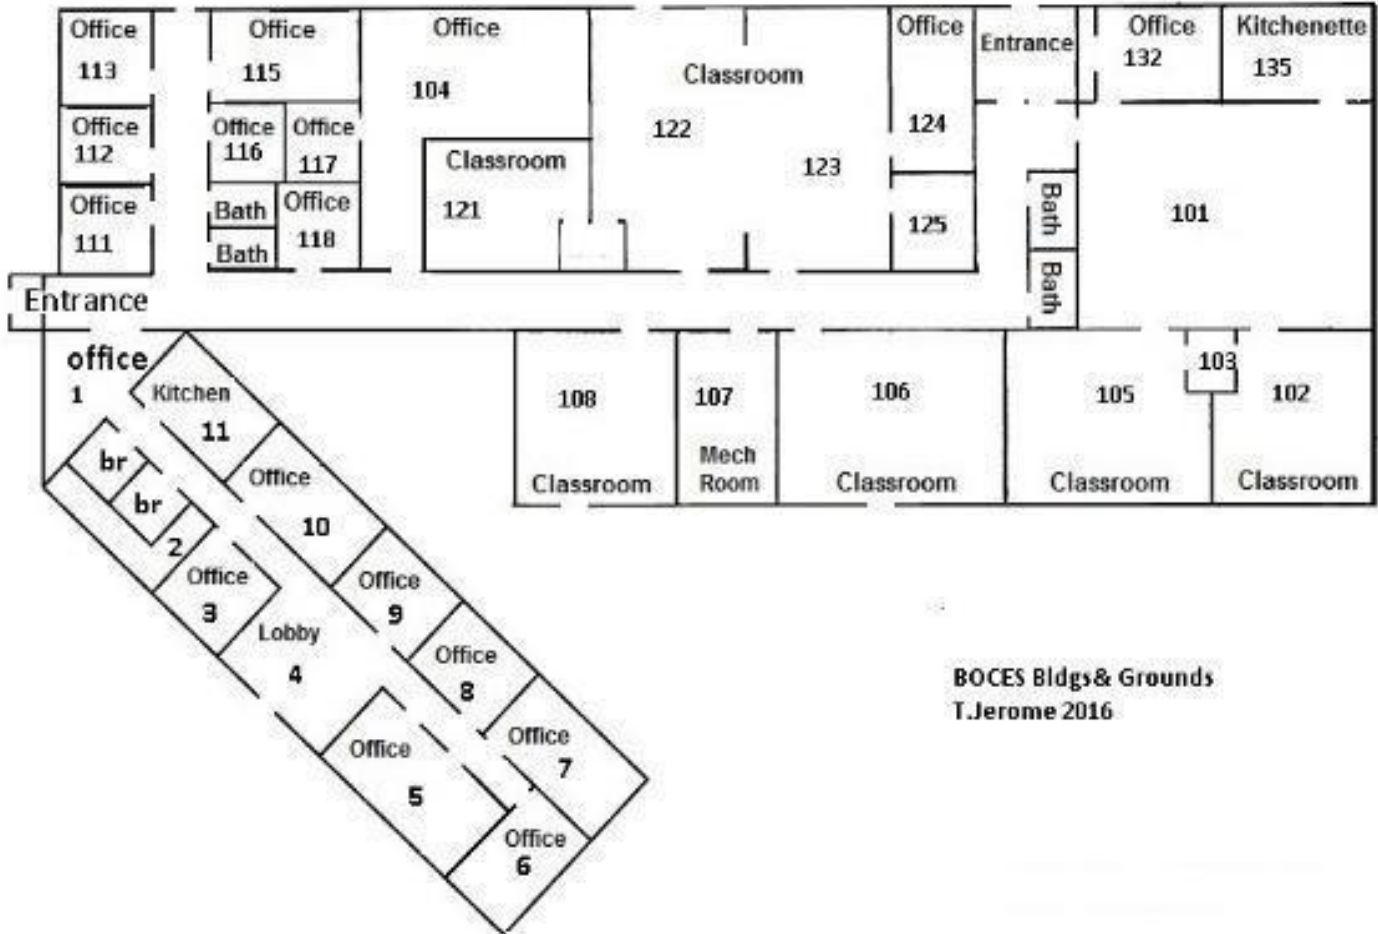 Office
113
Office
112
Office
111
Office
115
Office
116
Office
117
Bath
Bath
Office
118
Office
104
Classroom
121
Classroom
122
123
Office
124
125
Entrance
Office
132
Kitchenette
135
101
Bath
Bath
Entrance
108
Classroom
107
Mech
Room
106
Classroom
105
Classroom
103
102
Classroom
office
1
Kitchen
11
br
br
2
Office
10
Office
3
Office
9
Lobby
4
Office
8
Office
7
Office
5
Office
6
BOCES Bldgs& Grounds
T.Jerome 2016